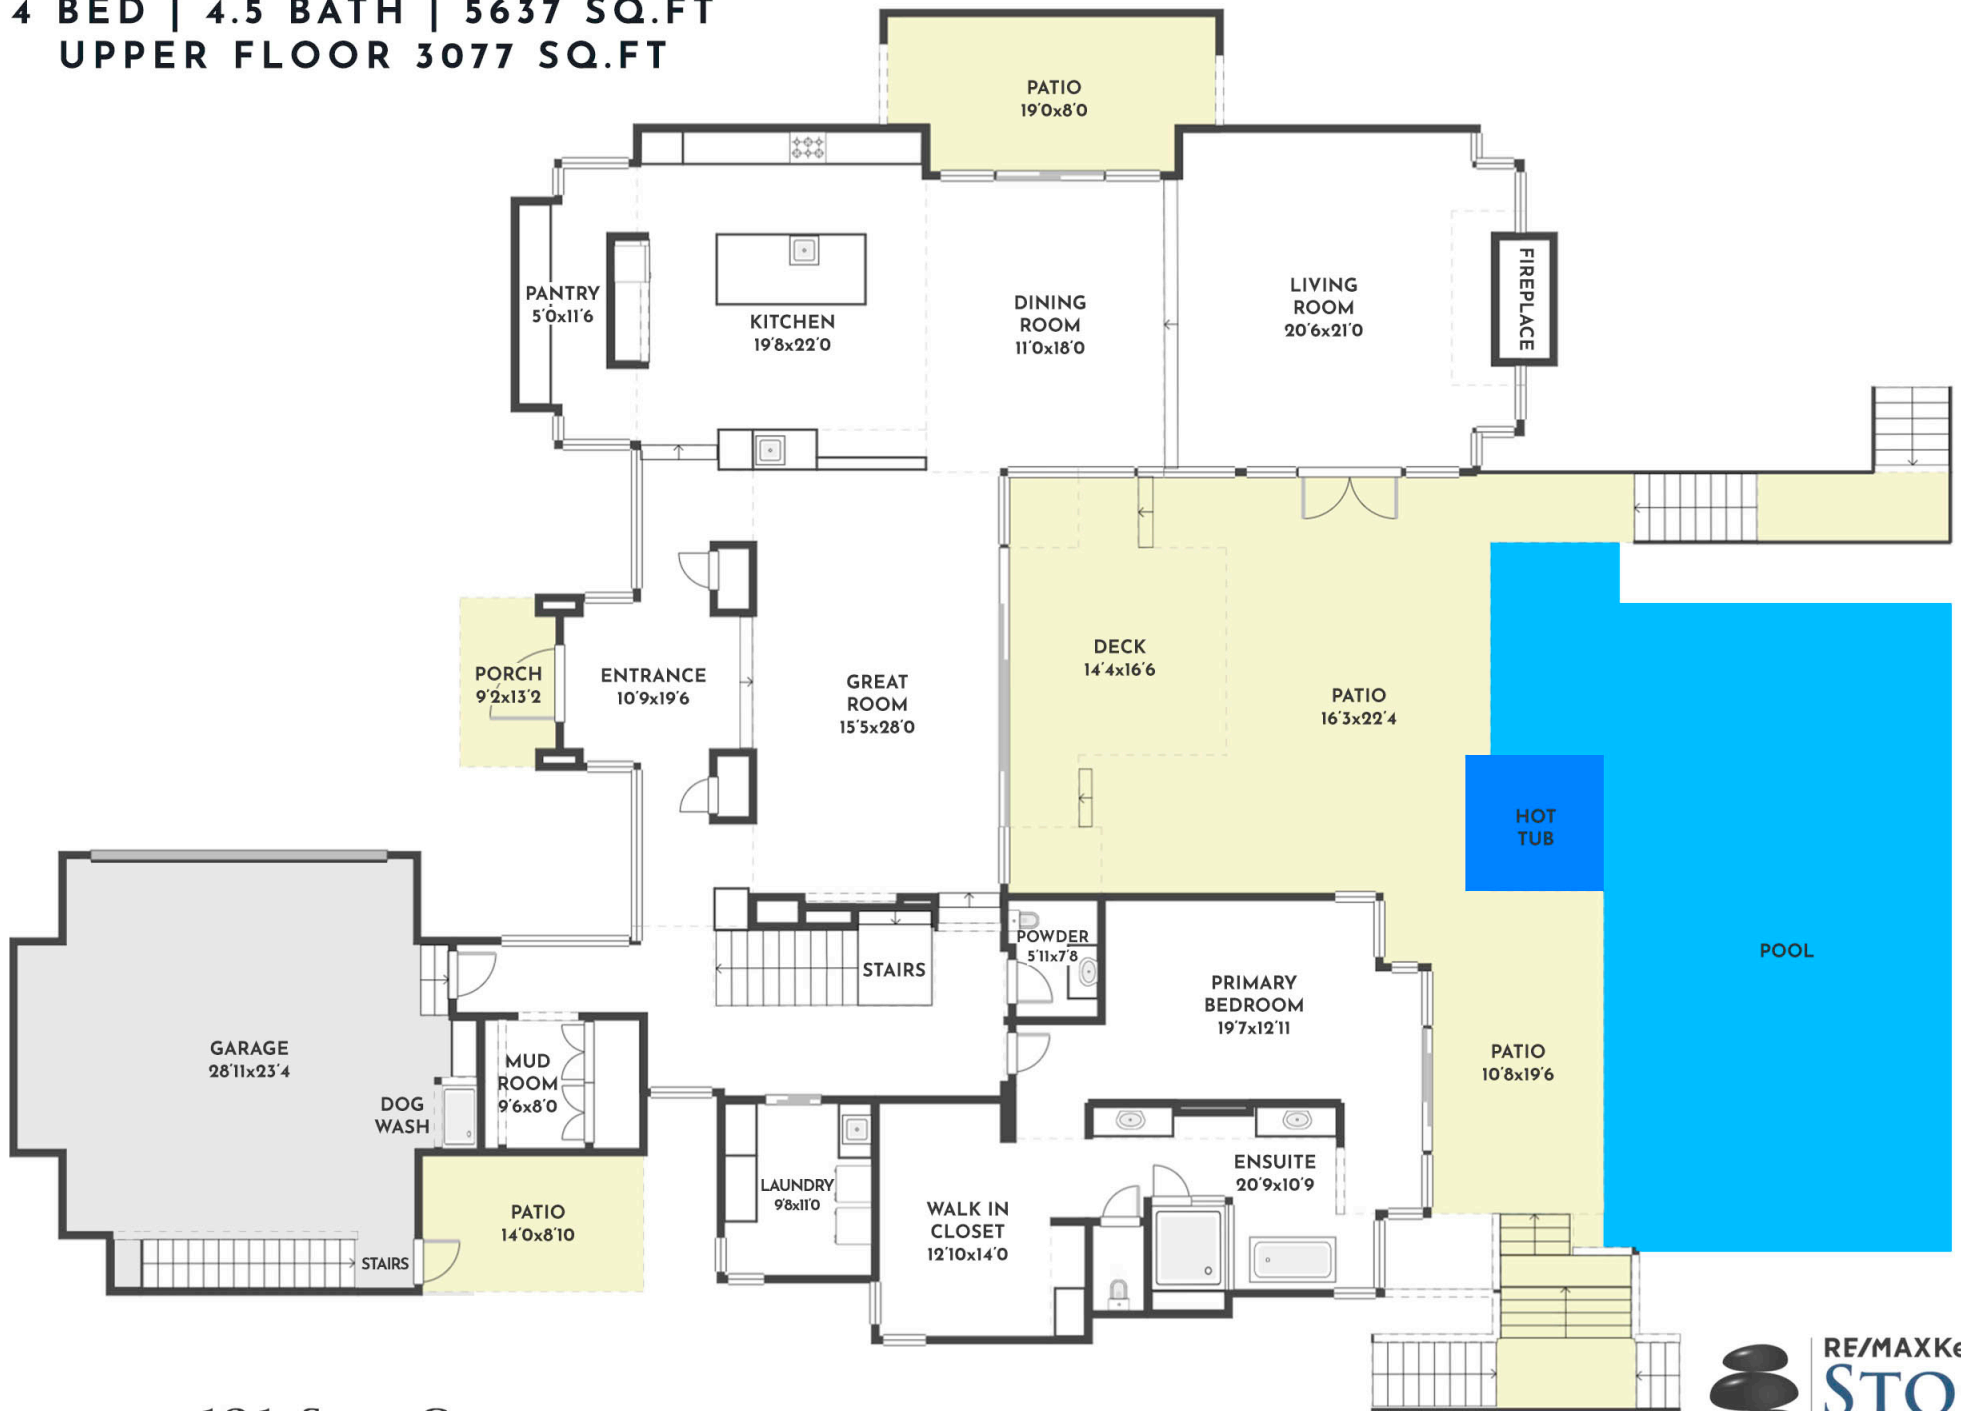 4 BED | 4.5 BATH | 5637 SQ.FT
UPPER FLOOR 3077 SQ.FT
PATIO
19'0x8'0
PANTRY
5'0x11'6
KITCHEN
19'8x22'0
DINING
ROOM
11'0x18'0
LIVING
ROOM
20'6x21'0
FIREPLACE
PORCH
9'2x13'2
ENTRANCE
10'9x19'6
GREAT
ROOM
15'5x28'0
DECK
14'4x16'6
PATIO
16'3x22'4
HOT
TUB
POOL
STAIRS
POWDER
5'11x7'8
PRIMARY
BEDROOM
19'7x12'11
GARAGE
28'11x23'4
DOG
WASH
MUD
ROOM
9'6x8'0
PATIO
10'8x19'6
LAUNDRY
9'8x11'0
WALK IN
CLOSET
12'10x14'0
ENSUITE
20'9x10'9
PATIO
14'0x8'10
STAIRS
RE/MAXKe
STO